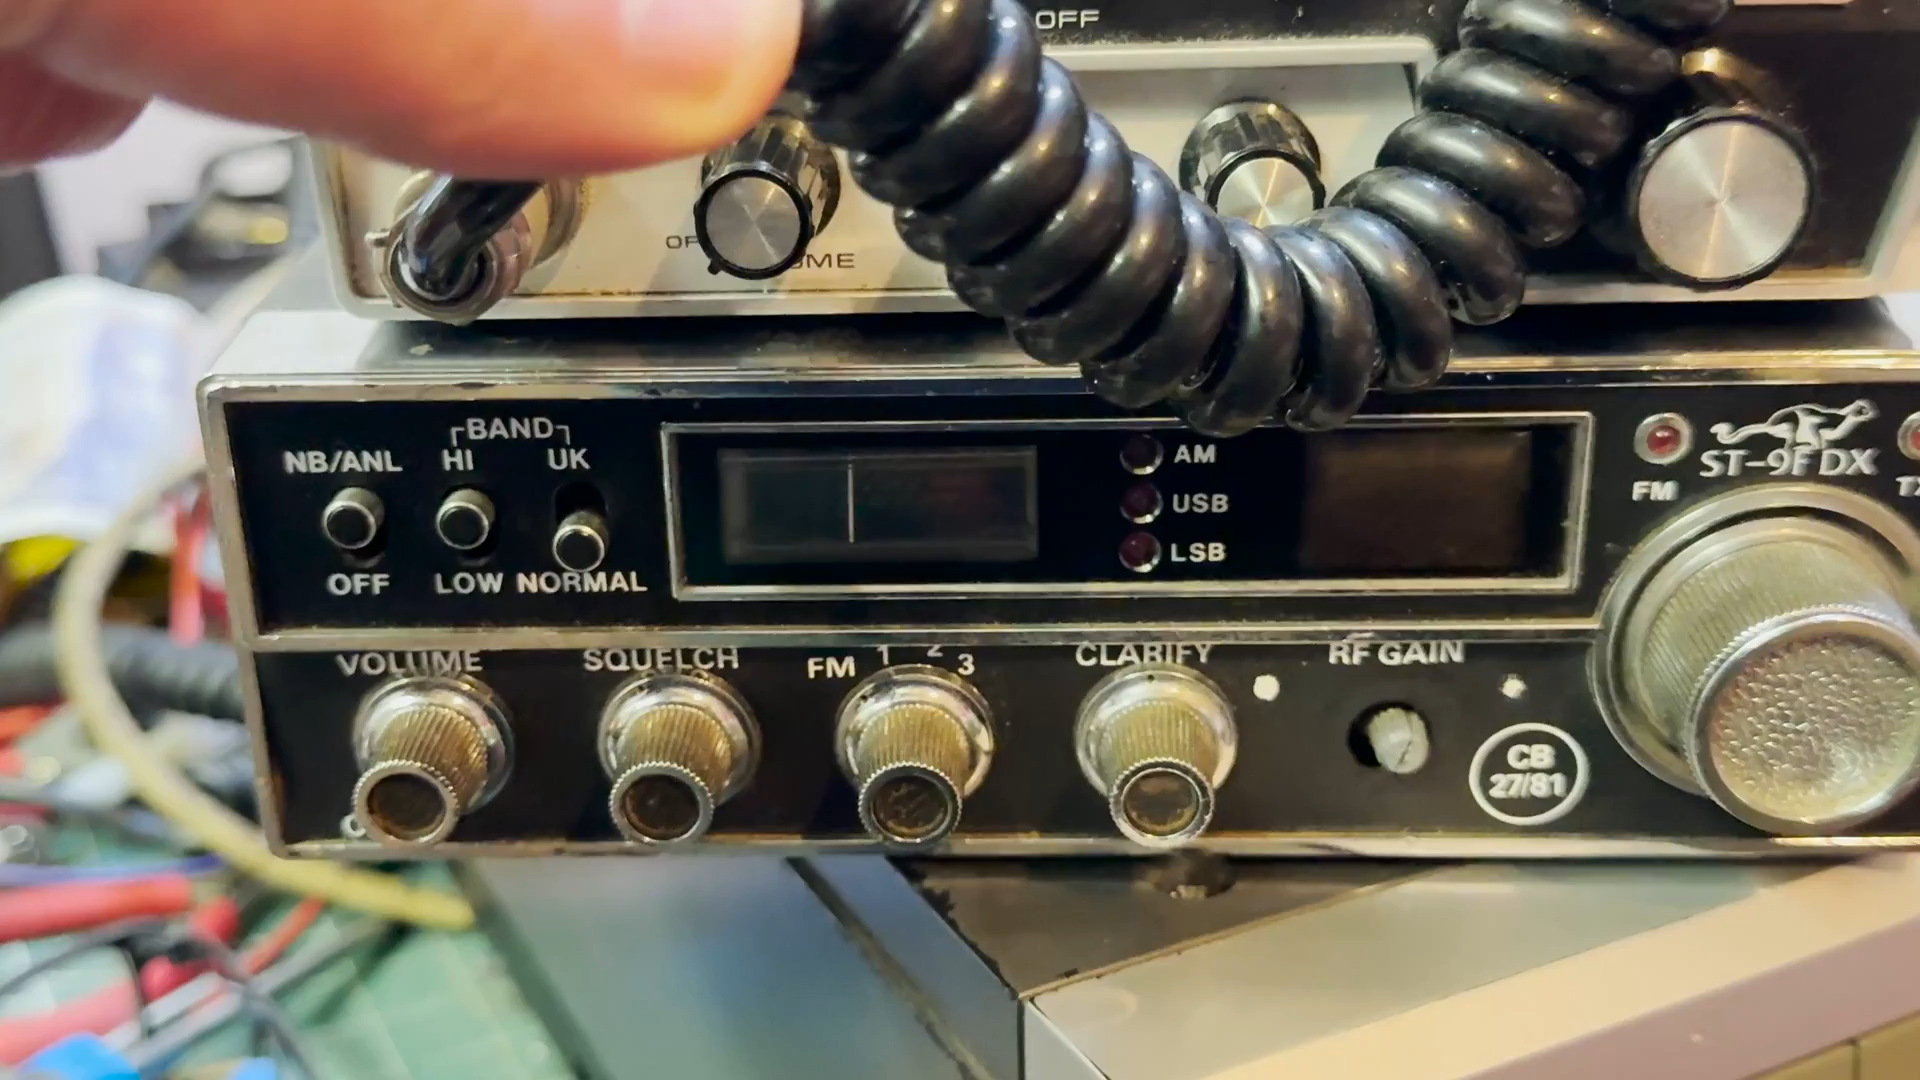 OFF
NB/ANL
BAND
HI
UK
OFF
LOW
NORMAL
AM
USB
LSB
FM
ST-9F DX
VOLUME
SQUELCH
FM 1 2 3
CLARIFY
RF GAIN
CB
27/81